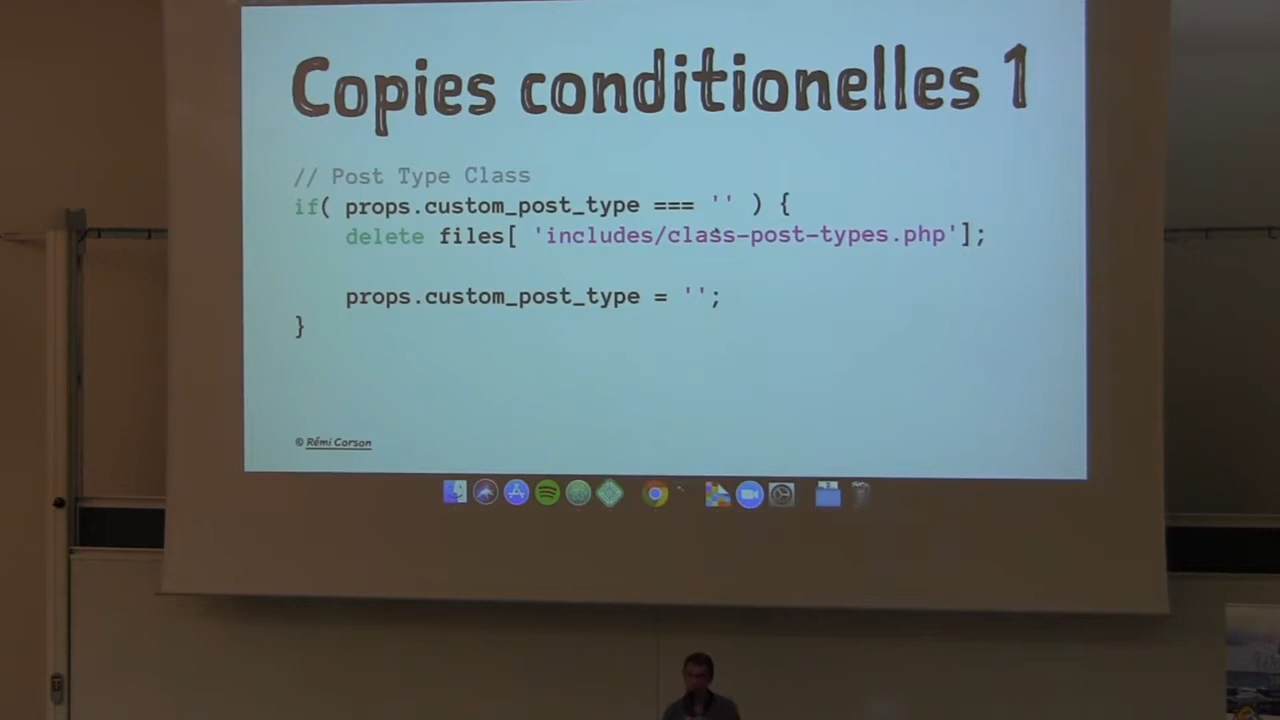 Copies conditionelles 1
// Post Type Class
if( props.custom_post_type === '' ) {
delete files[ 'includes/class-post-types.php'];
props.custom_post_type = '';
}
© Rémi Corson